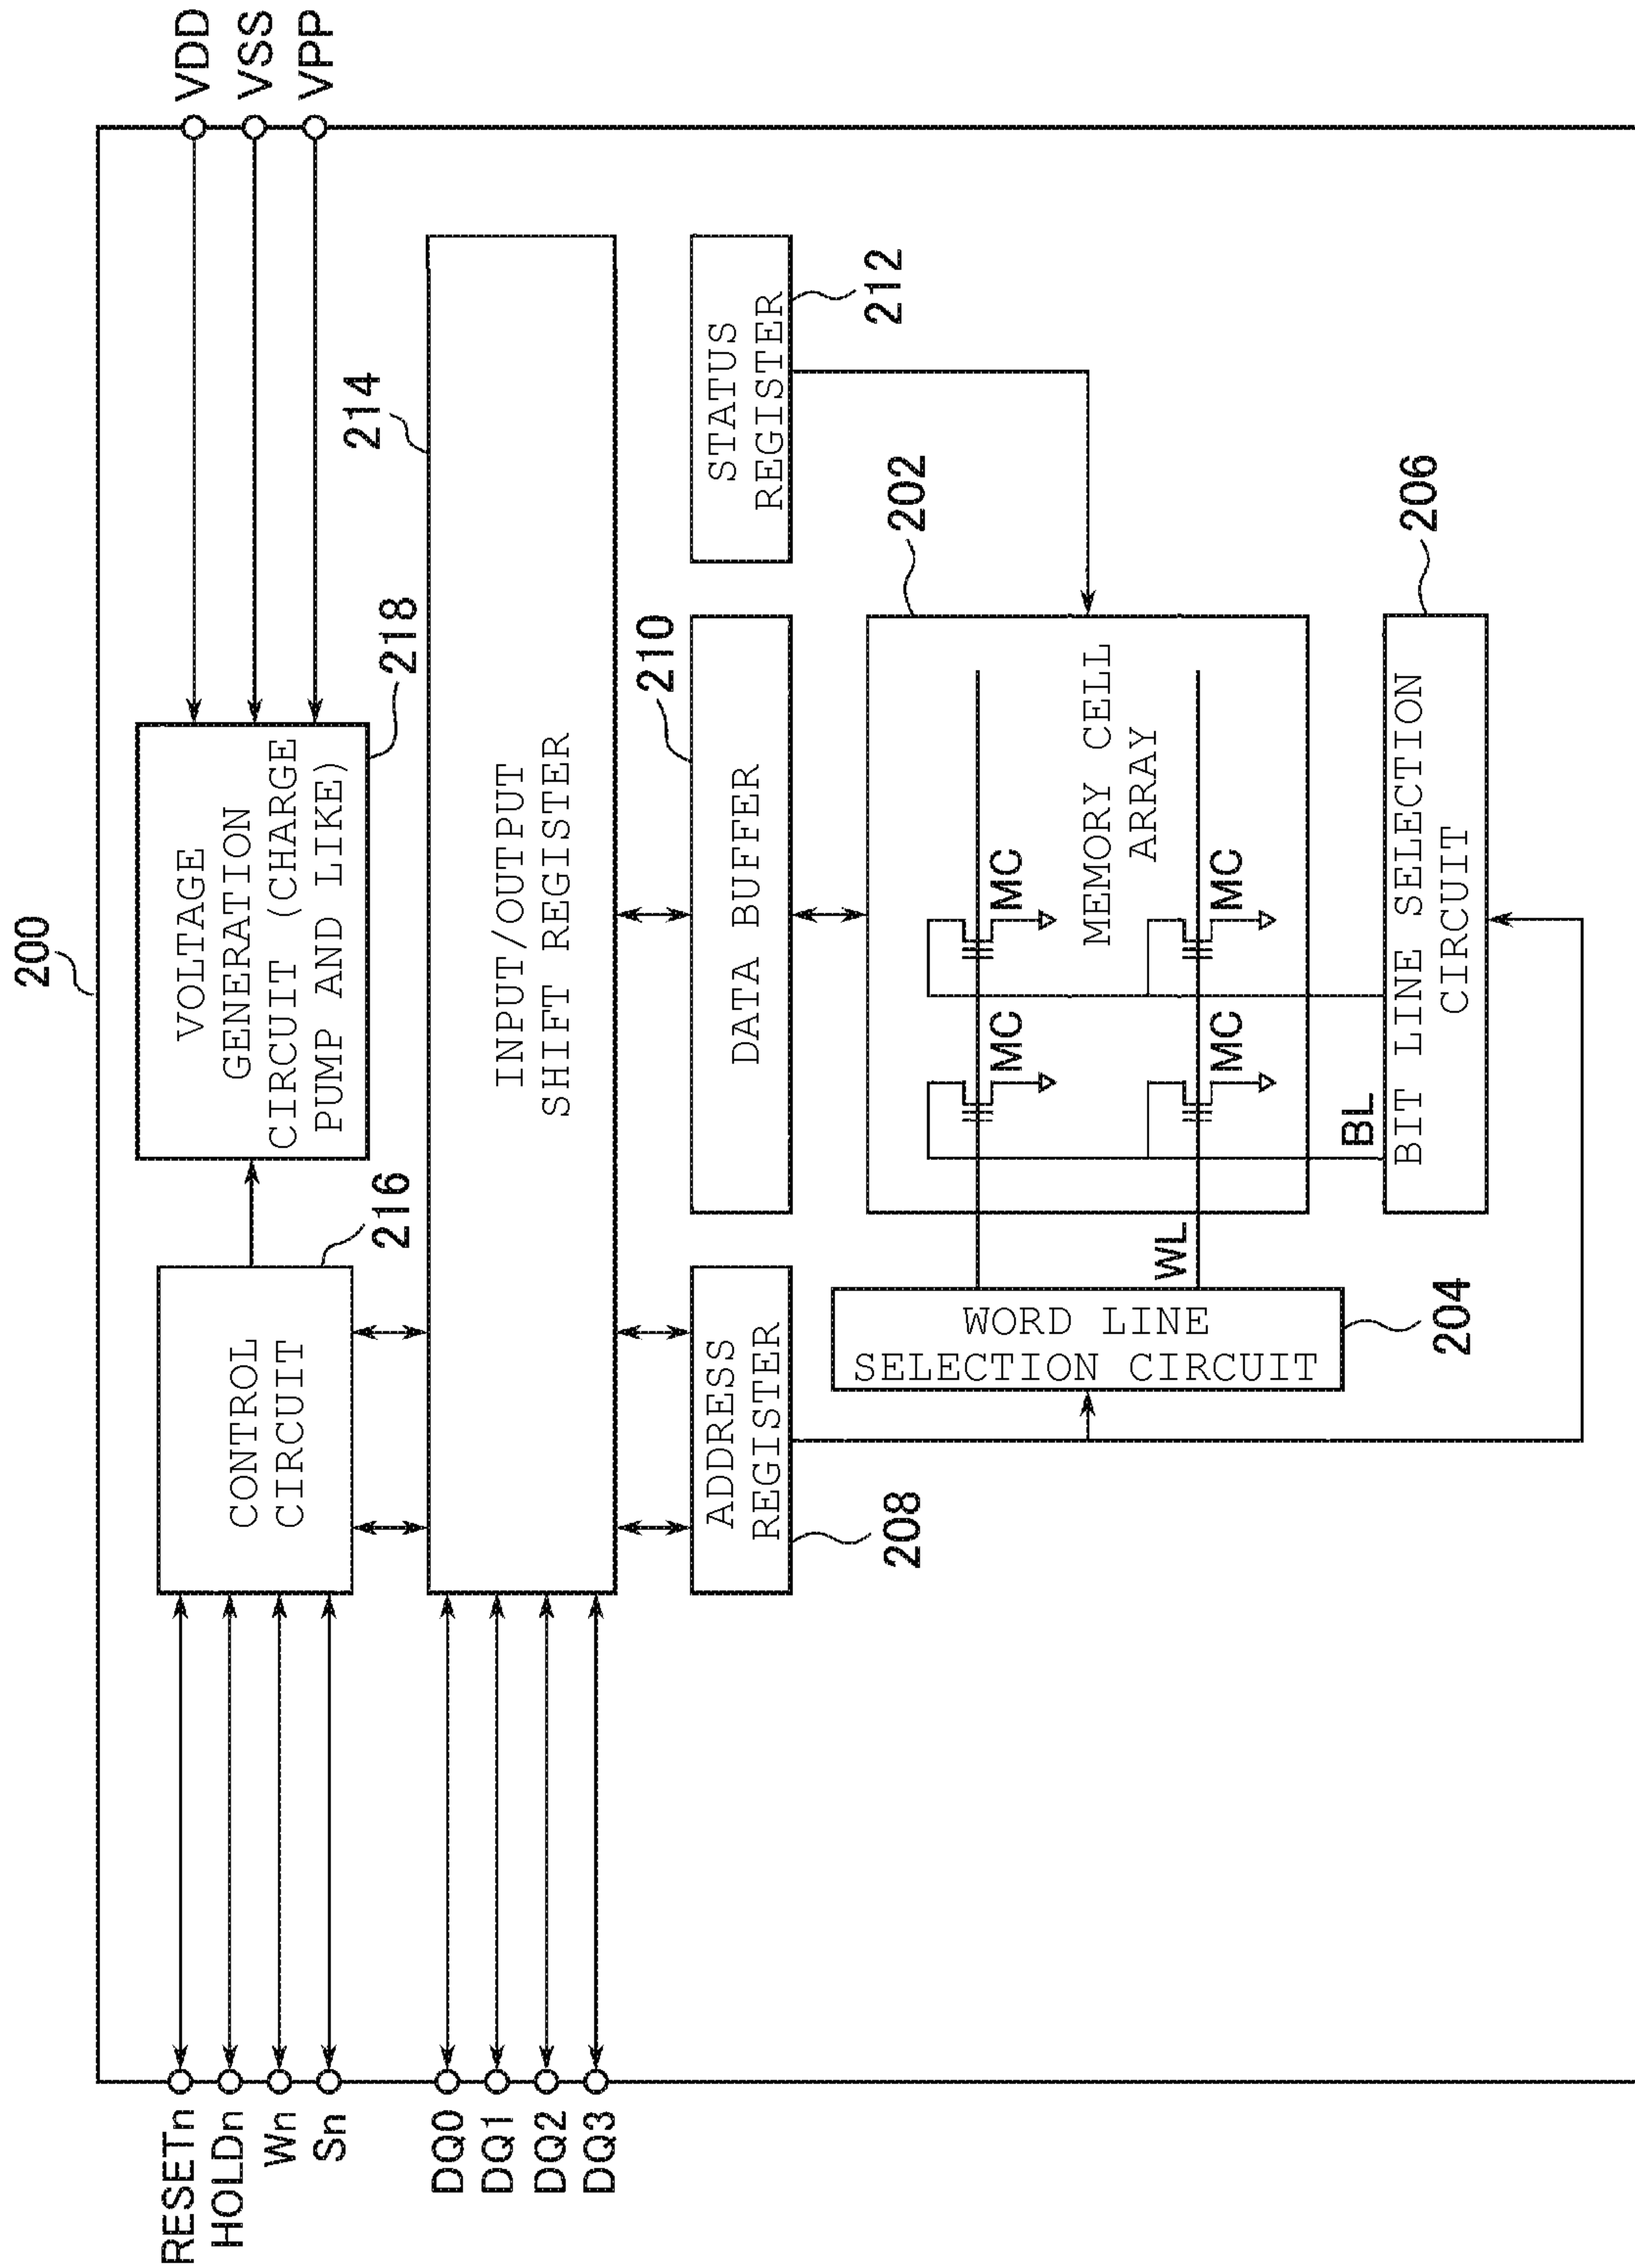 200
RESETn
HOLDn
Wn
Sn
DQ0
DQ1
DQ2
DQ3
VDD
VSS
VPP
CONTROL
CIRCUIT
216
VOLTAGE
GENERATION
CIRCUIT (CHARGE
PUMP AND LIKE)
218
INPUT/OUTPUT
SHIFT REGISTER
214
ADDRESS
REGISTER
208
DATA BUFFER
210
STATUS
REGISTER
212
WORD LINE
SELECTION CIRCUIT
204
WL
MC
MC
MC
MC
MEMORY CELL
ARRAY
202
BL
BIT LINE SELECTION
CIRCUIT
206